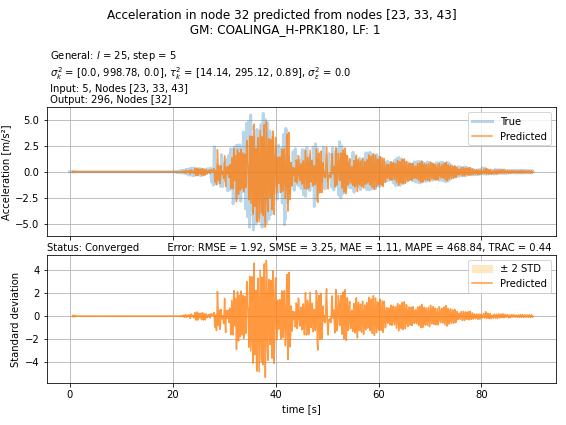 Acceleration in node 32 predicted from nodes [23, 33, 43]
GM: COALINGA_H-PRK180, LF: 1
General: l = 25, step = 5
σ²ₖ = [0.0, 998.78, 0.0], τ²ₖ = [14.14, 295.12, 0.89], σ²ε = 0.0
Input: 5, Nodes [23, 33, 43]
Output: 296, Nodes [32]
Acceleration [m/s²]
5.0
2.5
0.0
−2.5
−5.0
True
Predicted
Status: Converged Error: RMSE = 1.92, SMSE = 3.25, MAE = 1.11, MAPE = 468.84, TRAC = 0.44
Standard deviation
4
2
0
−2
−4
± 2 STD
Predicted
0 20 40 60 80
time [s]